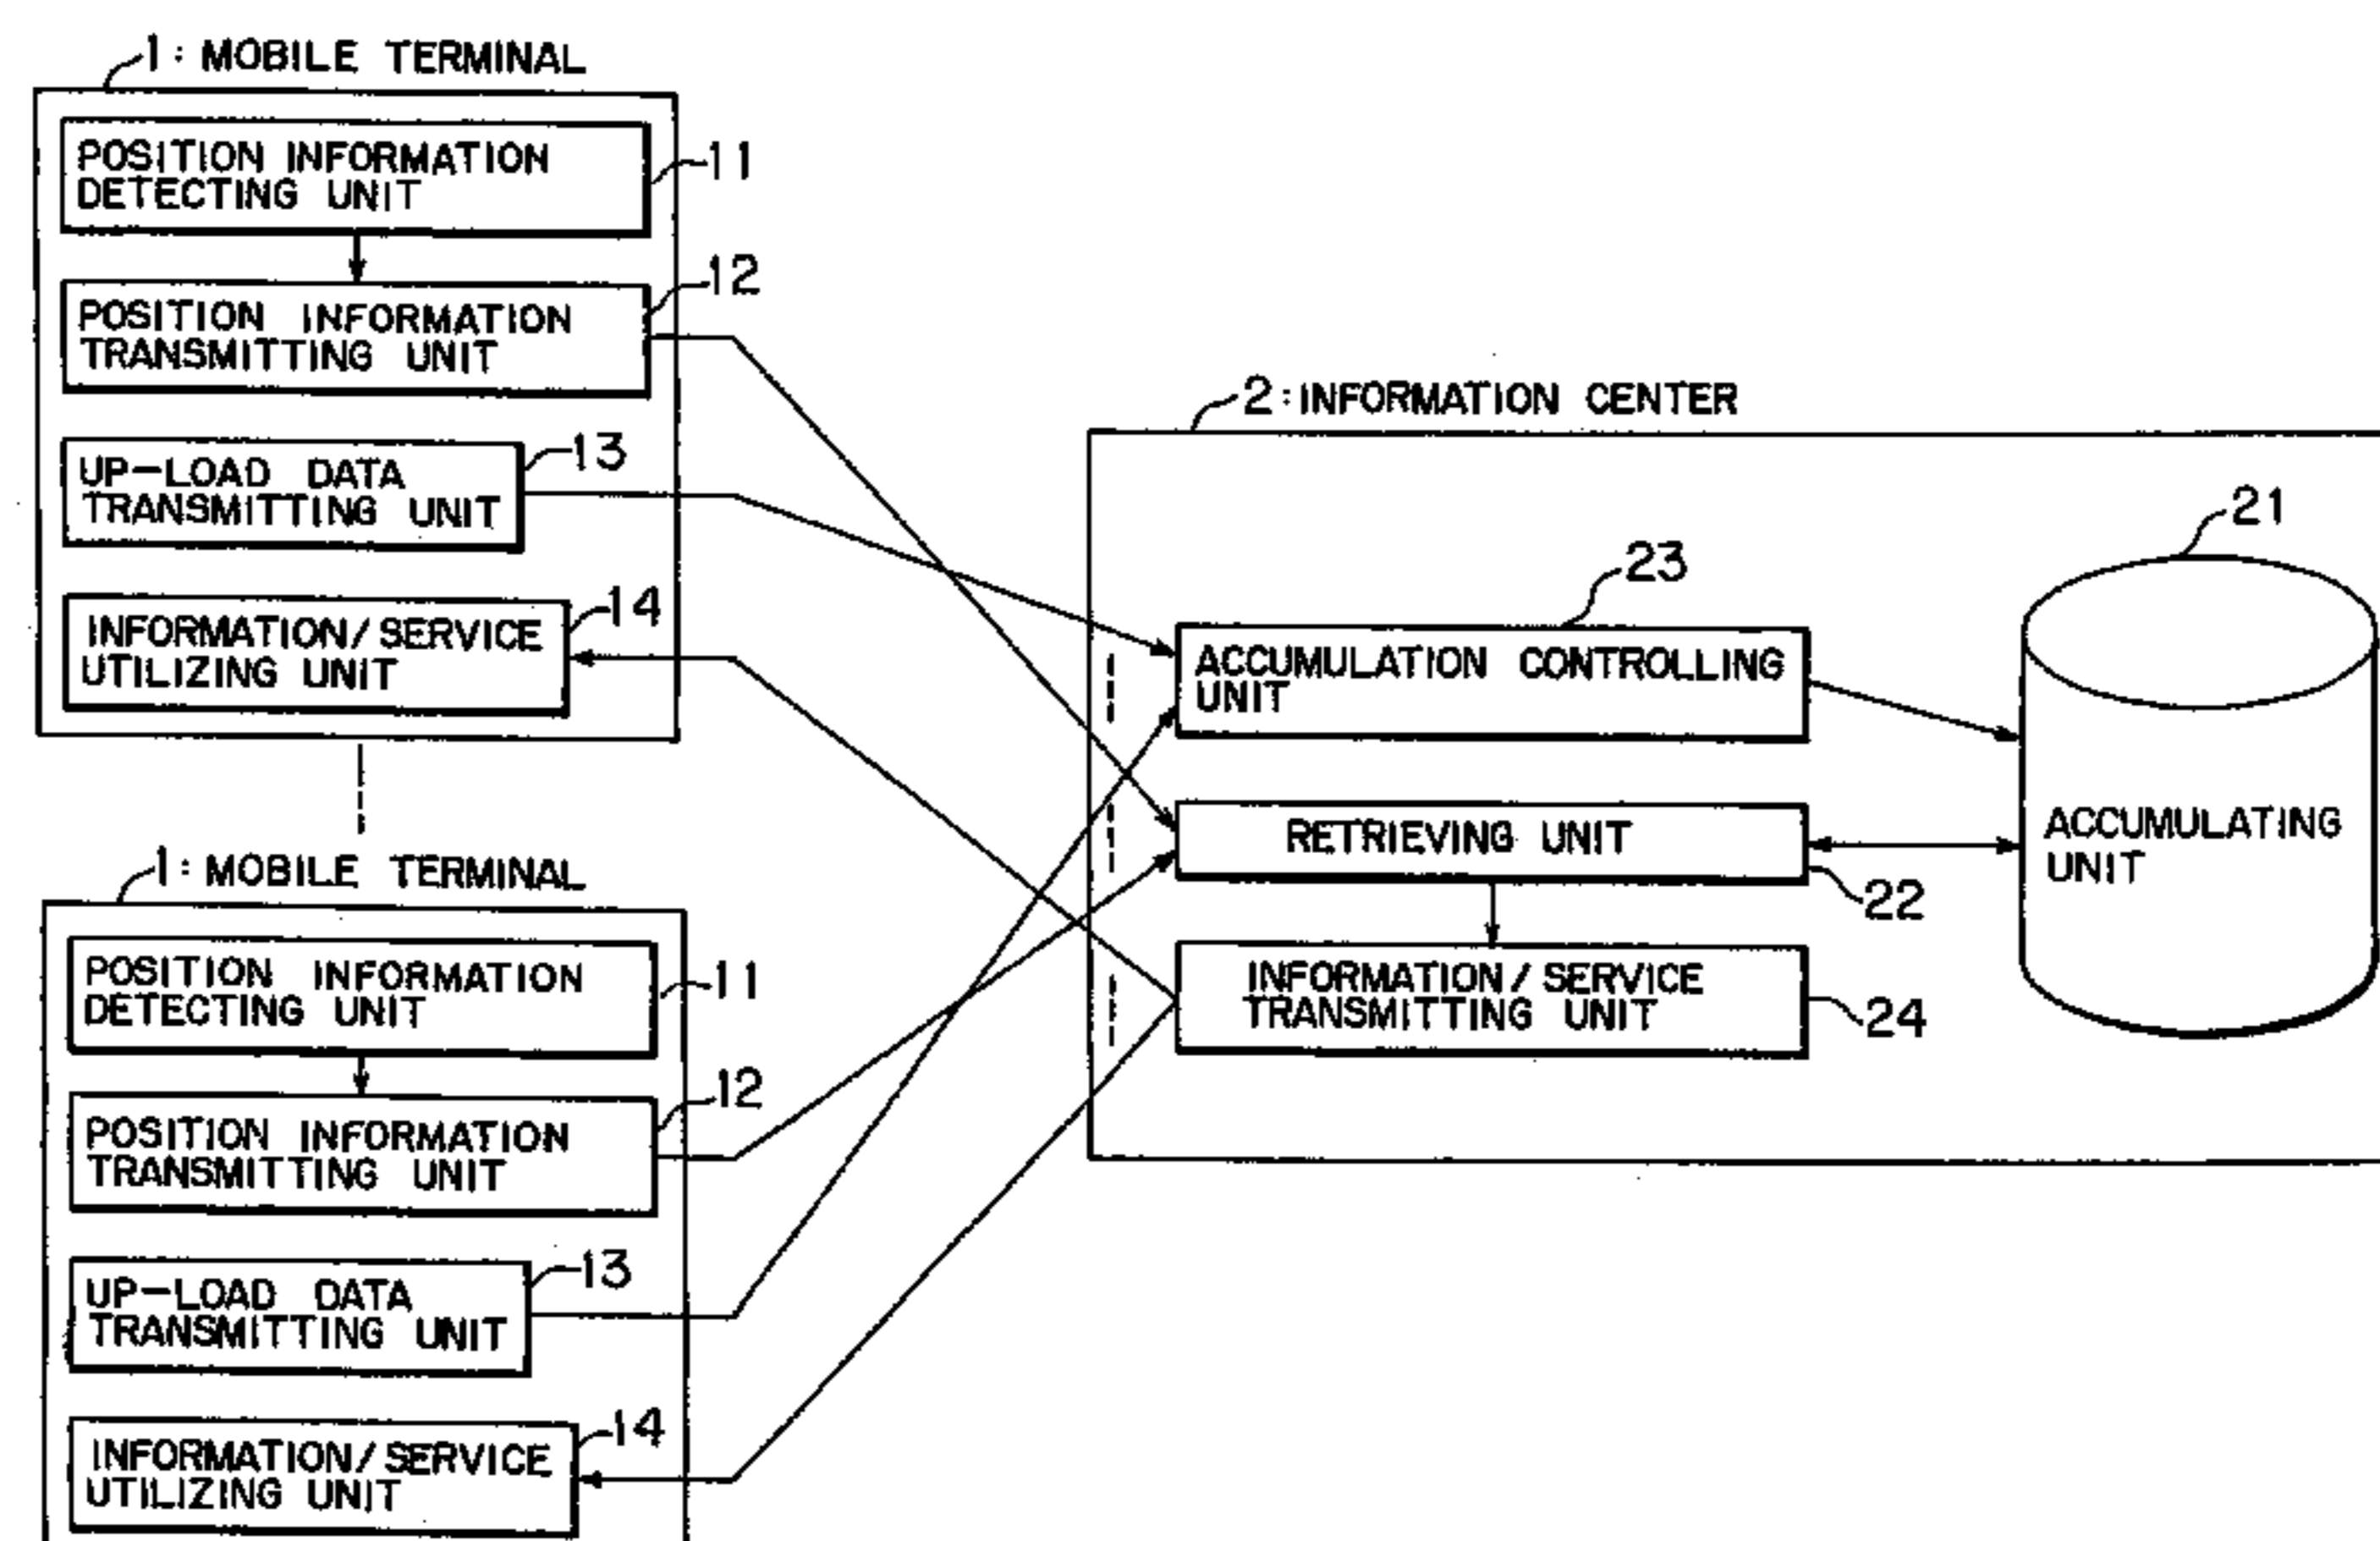 1: MOBILE TERMINAL
POSITION INFORMATION
DETECTING UNIT
11
POSITION INFORMATION
TRANSMITTING UNIT
12
UP-LOAD DATA
TRANSMITTING UNIT
13
INFORMATION/SERVICE
UTILIZING UNIT
14
1: MOBILE TERMINAL
POSITION INFORMATION
DETECTING UNIT
11
POSITION INFORMATION
TRANSMITTING UNIT
12
UP-LOAD DATA
TRANSMITTING UNIT
13
INFORMATION/SERVICE
UTILIZING UNIT
14
2: INFORMATION CENTER
21
23
ACCUMULATION CONTROLLING
UNIT
RETRIEVING UNIT
22
INFORMATION/SERVICE
TRANSMITTING UNIT
24
ACCUMULATING
UNIT